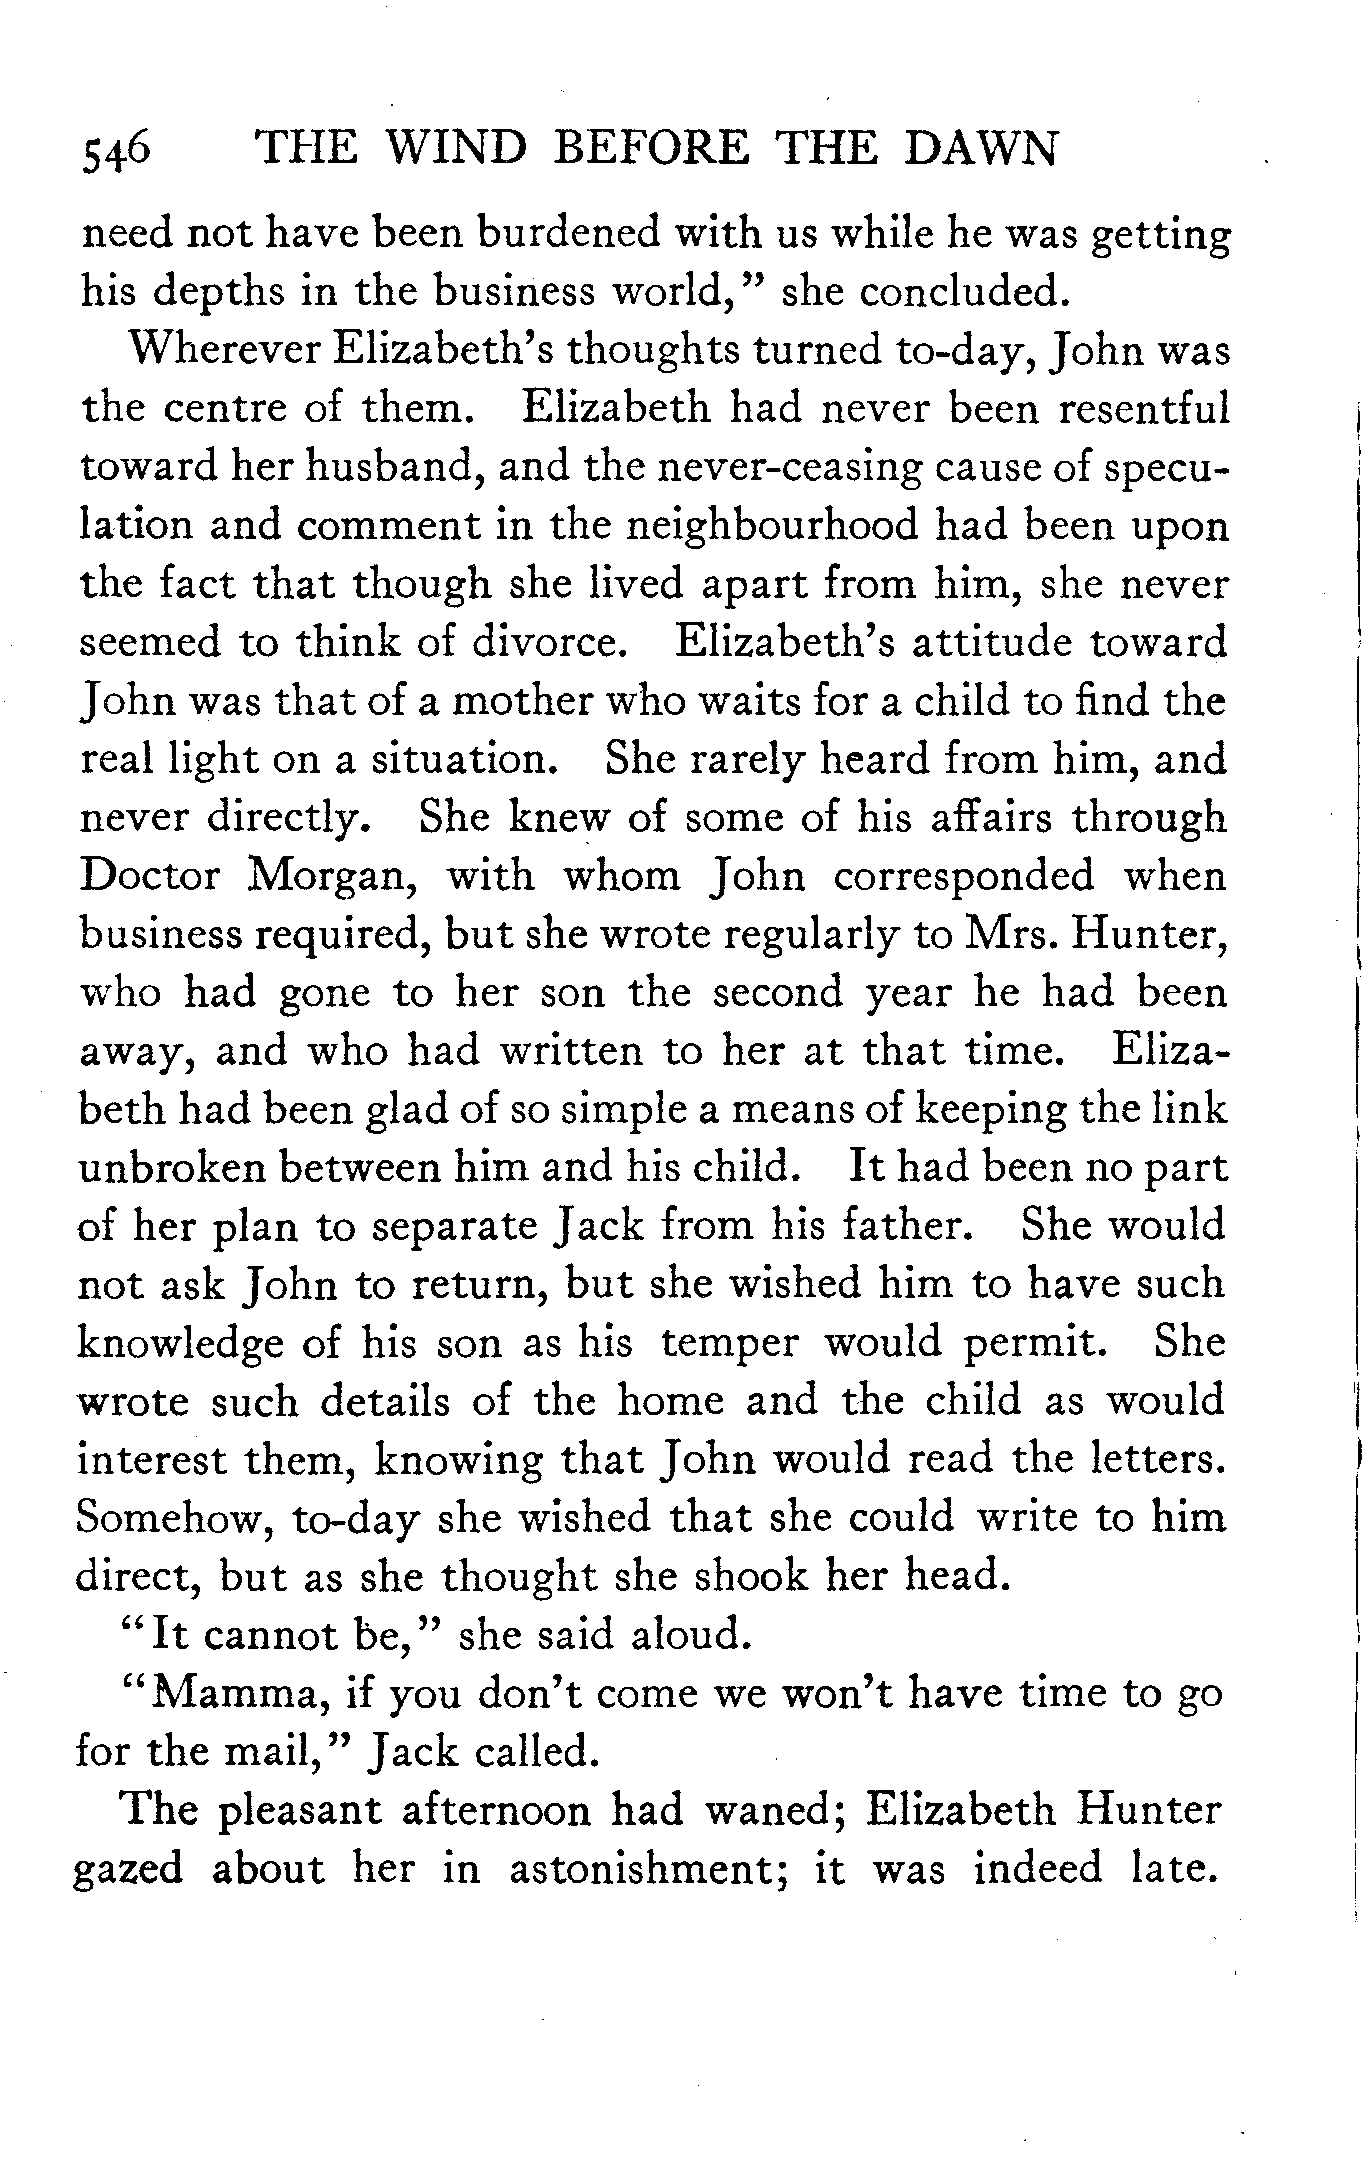 546 THE WIND BEFORE THE DAWN
need not have been burdened with us while he was getting
his depths in the business world,” she concluded.
Wherever Elizabeth’s thoughts turned to-day, John was
the centre of them. Elizabeth had never been resentful
toward her husband, and the never-ceasing cause of specu-
lation and comment in the neighbourhood had been upon
the fact that though she lived apart from him, she never
seemed to think of divorce. Elizabeth’s attitude toward
John was that of a mother who waits for a child to find the
real light on a situation. She rarely heard from him, and
never directly. She knew of some of his affairs through
Doctor Morgan, with whom John corresponded when
business required, but she wrote regularly to Mrs. Hunter,
who had gone to her son the second year he had been
away, and who had written to her at that time. Eliza-
beth had been glad of so simple a means of keeping the link
unbroken between him and his child. It had been no part
of her plan to separate Jack from his father. She would
not ask John to return, but she wished him to have such
knowledge of his son as his temper would permit. She
wrote such details of the home and the child as would
interest them, knowing that John would read the letters.
Somehow, to-day she wished that she could write to him
direct, but as she thought she shook her head.
“It cannot be,” she said aloud.
“Mamma, if you don’t come we won’t have time to go
for the mail,” Jack called.
The pleasant afternoon had waned; Elizabeth Hunter
gazed about her in astonishment; it was indeed late.